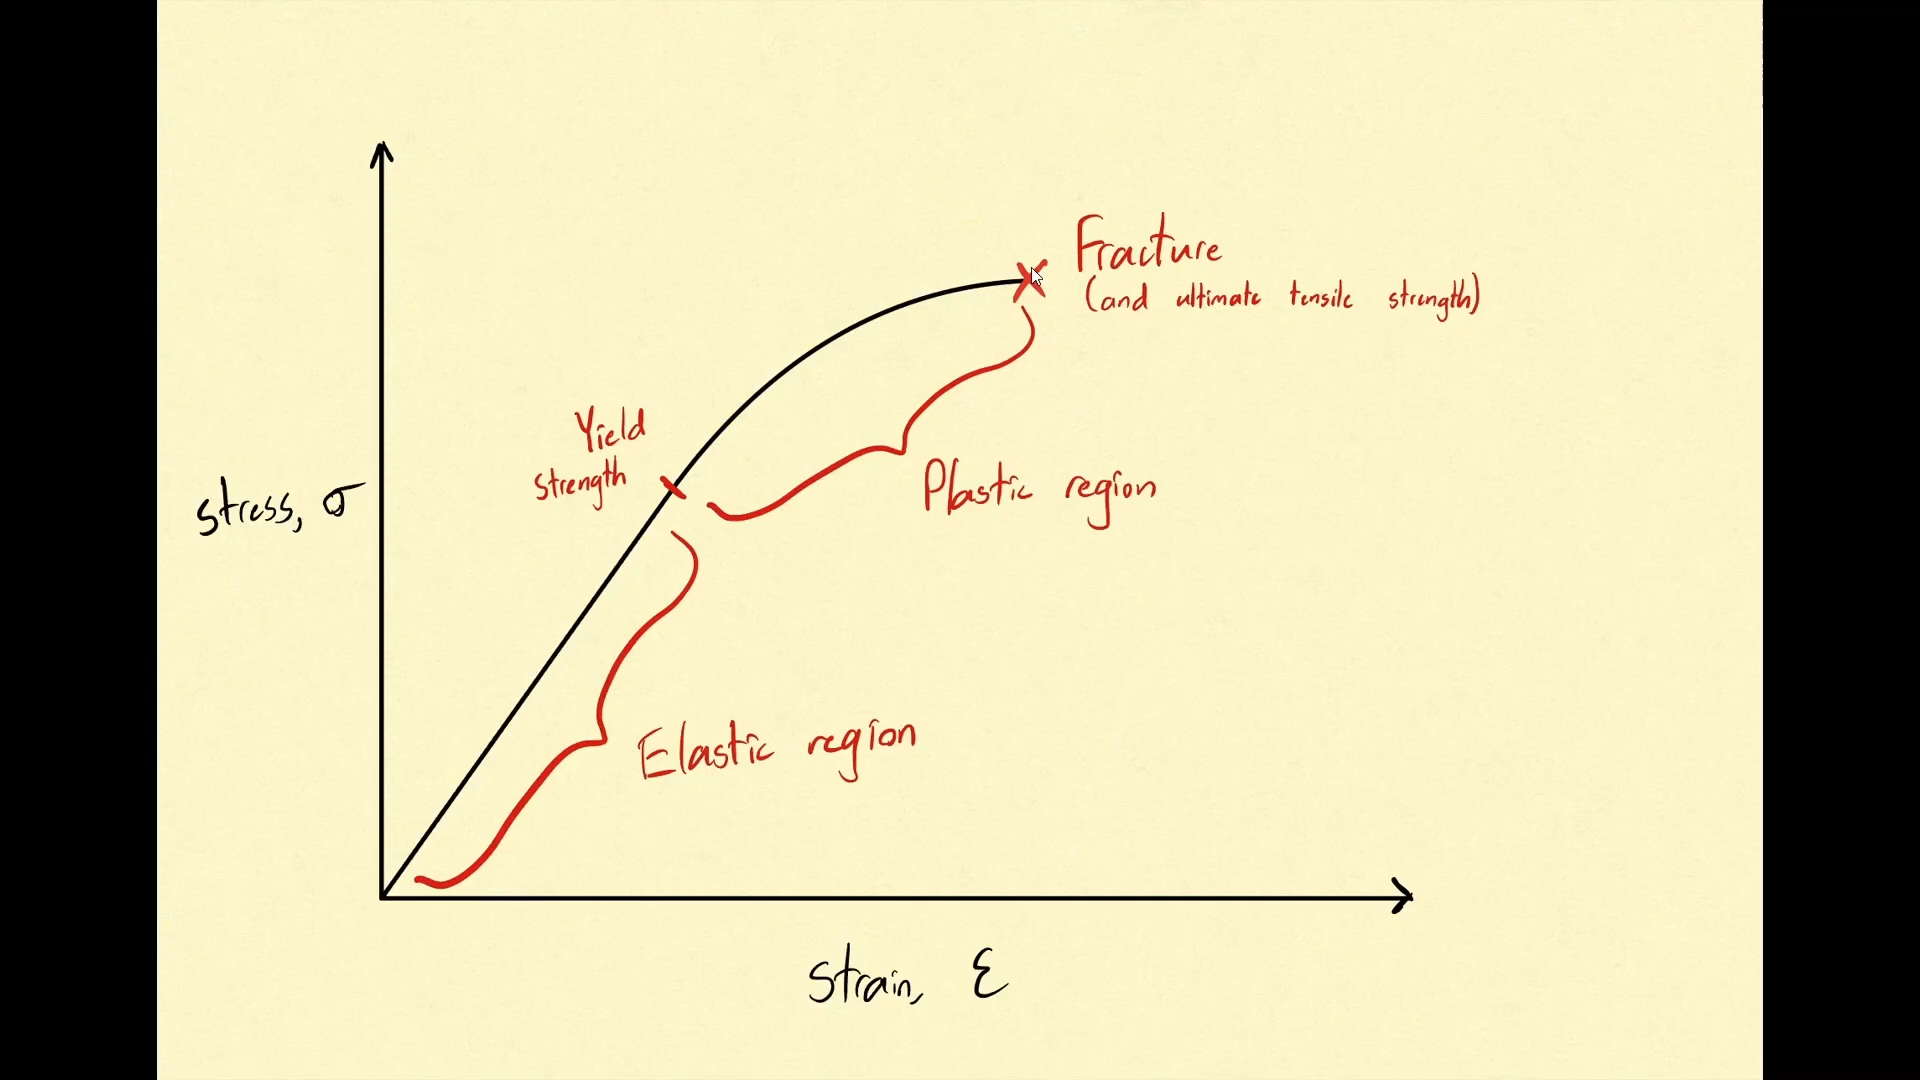 Fracture
(and ultimate tensile strength)
Yield
strength
Plastic region
stress, σ
Elastic region
strain, ε